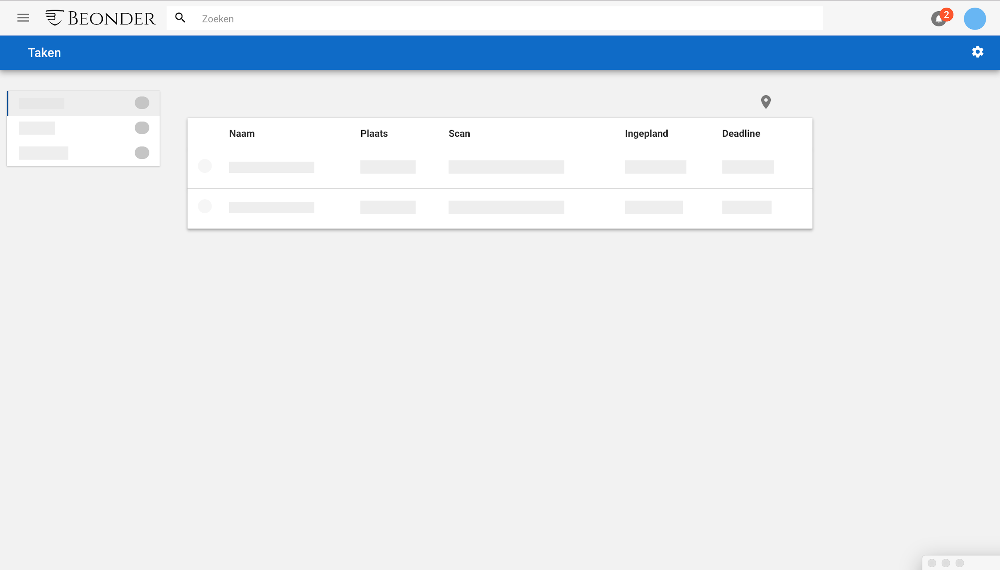 BEONDER
Zoeken
2
Taken
Naam Plaats Scan Ingepland Deadline